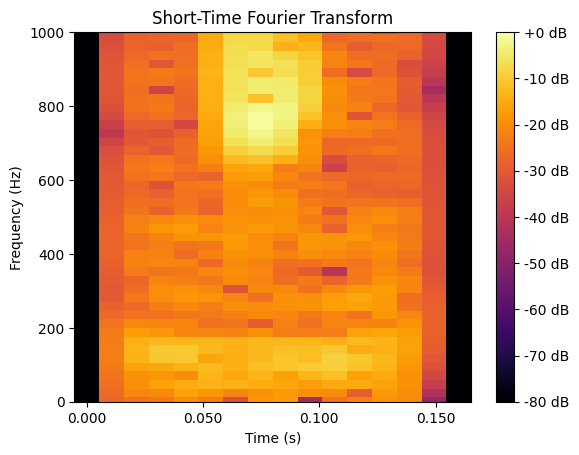 Short-Time Fourier Transform
1000
800
600
400
200
0
Frequency (Hz)
0.000
0.050
0.100
0.150
Time (s)
+0 dB
-10 dB
-20 dB
-30 dB
-40 dB
-50 dB
-60 dB
-70 dB
-80 dB